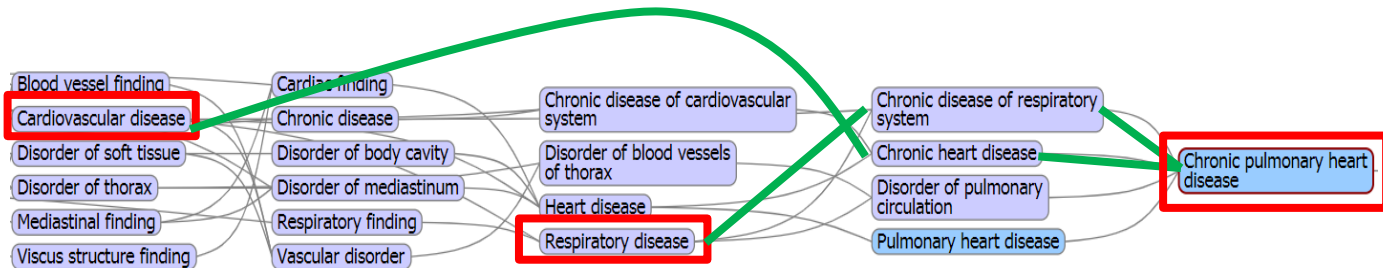 Blood vessel finding
Cardiovascular disease
Disorder of soft tissue
Disorder of thorax
Mediastinal finding
Viscus structure finding
Cardiac finding
Chronic disease
Disorder of body cavity
Disorder of mediastinum
Respiratory finding
Vascular disorder
Chronic disease of cardiovascular
system
Disorder of blood vessels
of thorax
Heart disease
Respiratory disease
Chronic disease of respiratory
system
Chronic heart disease
Disorder of pulmonary
circulation
Pulmonary heart disease
Chronic pulmonary heart
disease